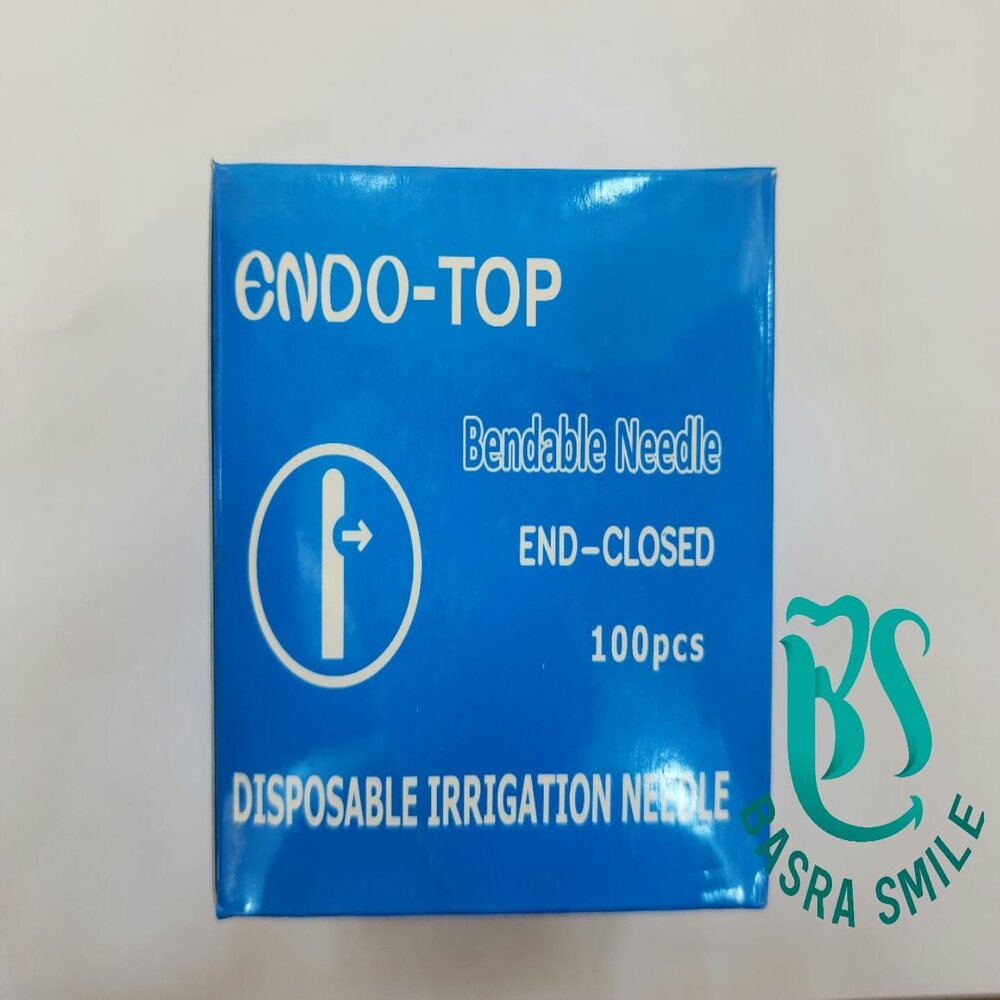 ENDO-TOP
Bendable Needle
END-CLOSED
100pcs
DISPOSABLE IRRIGATION NEEDLE
BS
BASRA SMILE